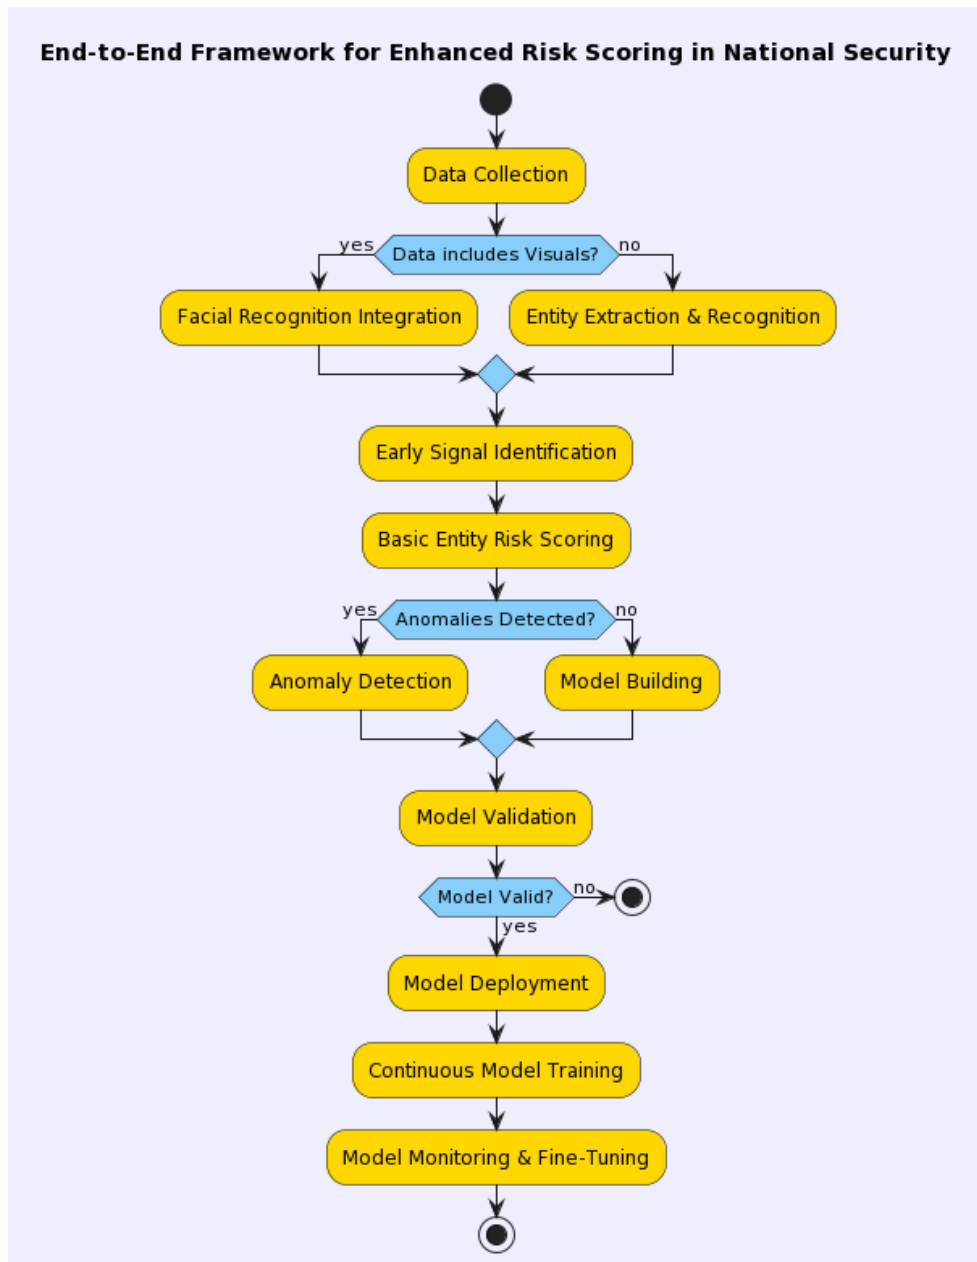 End-to-End Framework for Enhanced Risk Scoring in National Security
Data Collection
yes
Data includes Visuals?
no
Facial Recognition Integration
Entity Extraction & Recognition
Early Signal Identification
Basic Entity Risk Scoring
yes
Anomalies Detected?
no
Anomaly Detection
Model Building
Model Validation
Model Valid?
no
yes
Model Deployment
Continuous Model Training
Model Monitoring & Fine-Tuning